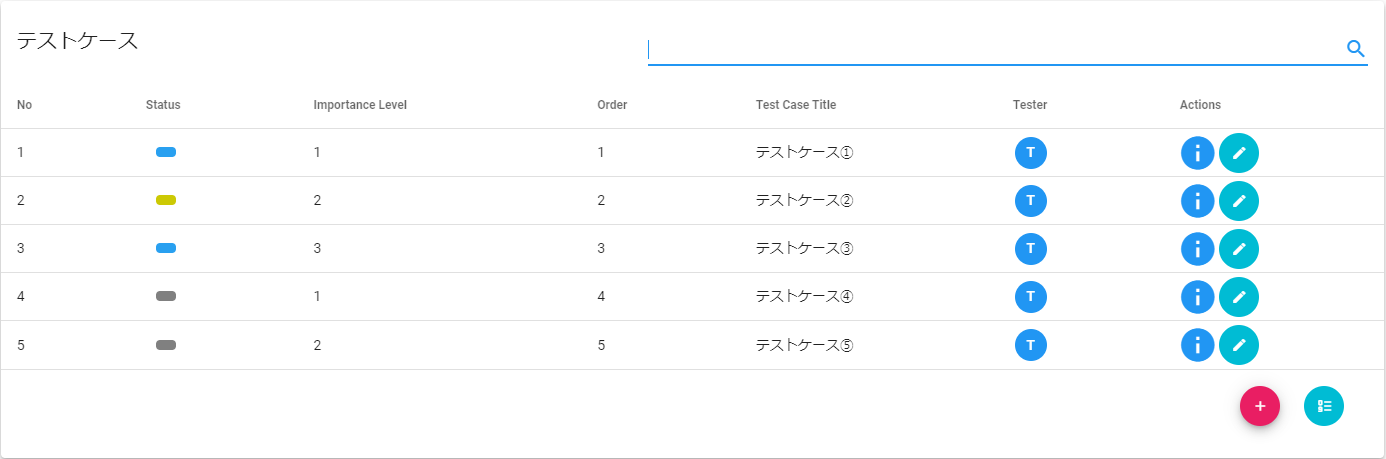 テストケース
No Status Importance Level Order Test Case Title Tester Actions
1 1 1 テストケース① T
2 2 2 テストケース② T
3 3 3 テストケース③ T
4 1 4 テストケース④ T
5 2 5 テストケース⑤ T